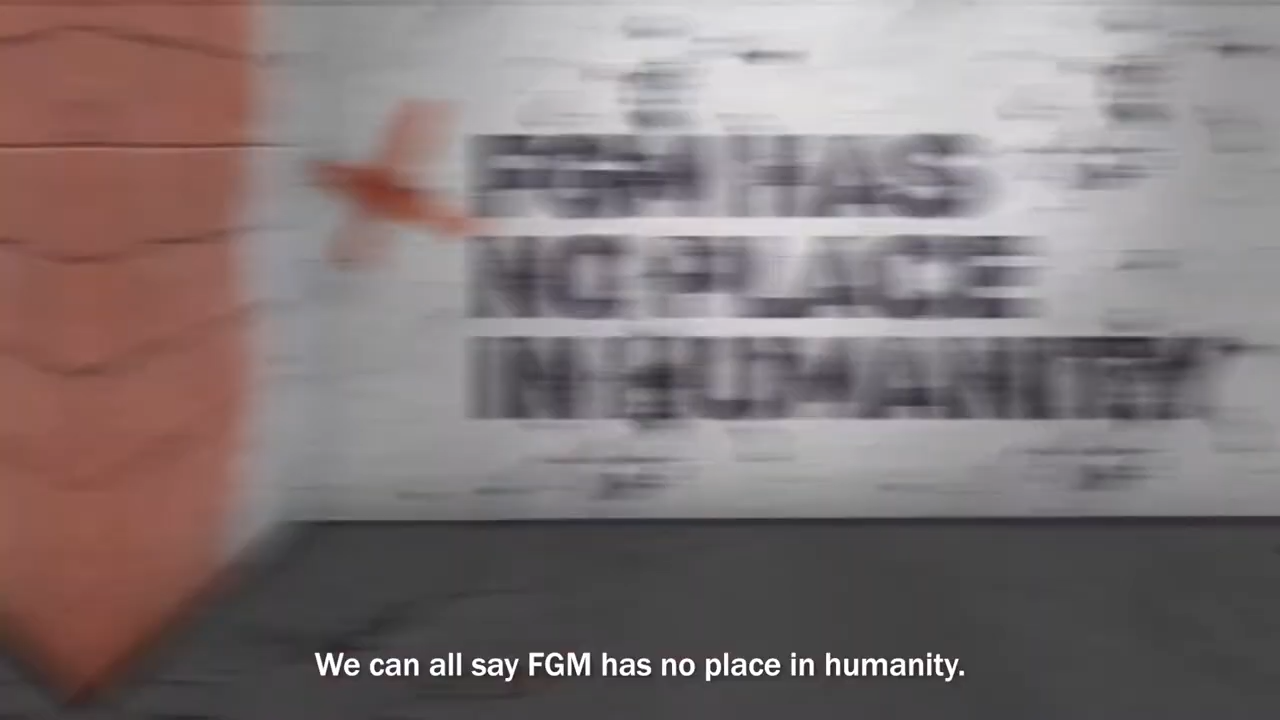 FGM HAS
NO PLACE
IN HUMANITY
We can all say FGM has no place in humanity.